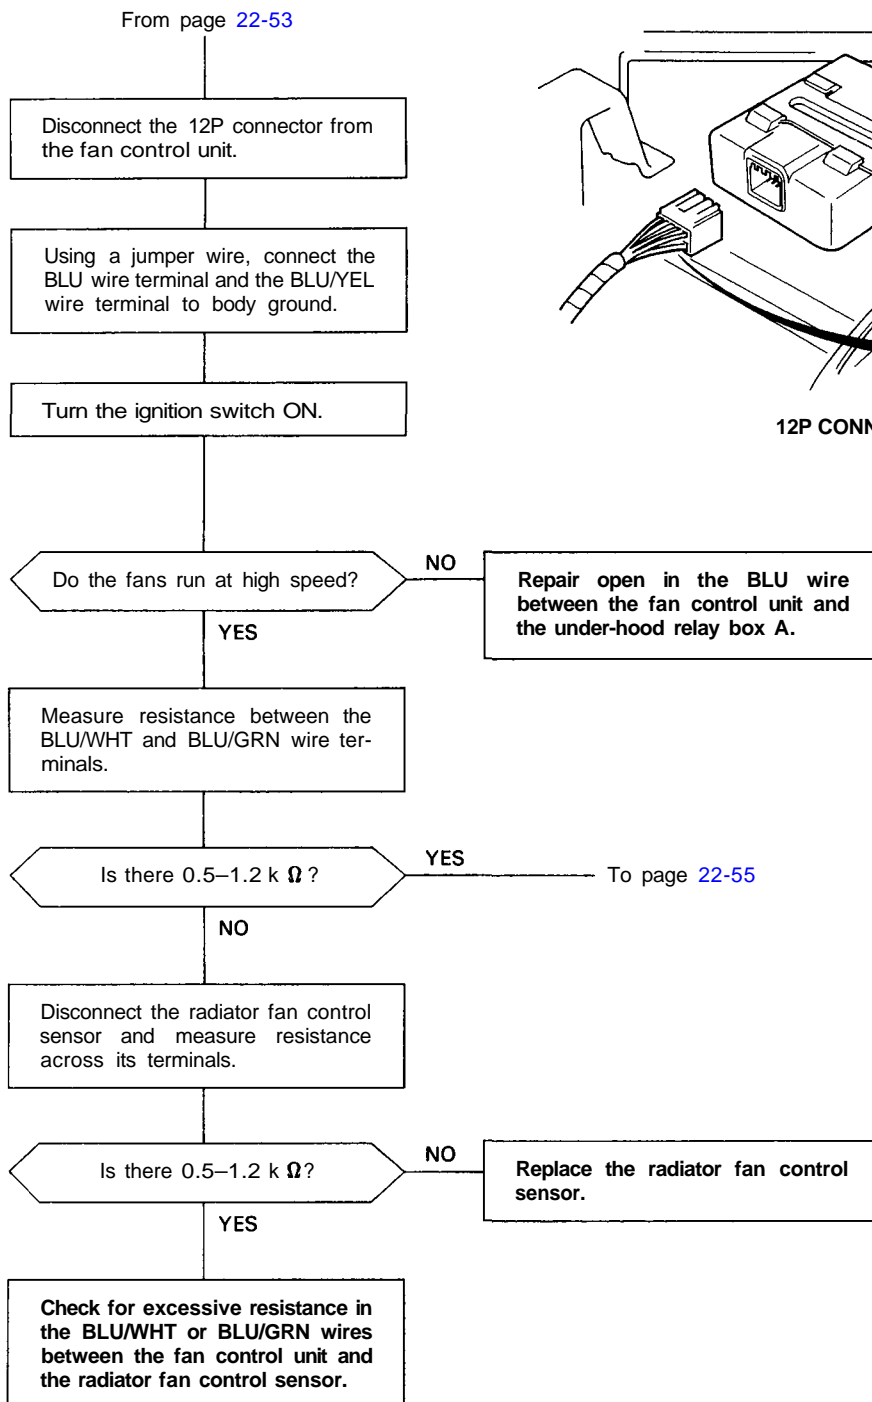 From page 22-53
Disconnect the 12P connector from
the fan control unit.
Using a jumper wire, connect the
BLU wire terminal and the BLU/YEL
wire terminal to body ground.
Turn the ignition switch ON.
12P CONN
Do the fans run at high speed?
NO
Repair open in the BLU wire
between the fan control unit and
the under-hood relay box A.
YES
Measure resistance between the
BLU/WHT and BLU/GRN wire ter-
minals.
Is there 0.5–1.2 k Ω ?
YES
To page 22-55
NO
Disconnect the radiator fan control
sensor and measure resistance
across its terminals.
Is there 0.5–1.2 k Ω?
NO
Replace the radiator fan control
sensor.
YES
Check for excessive resistance in
the BLU/WHT or BLU/GRN wires
between the fan control unit and
the radiator fan control sensor.